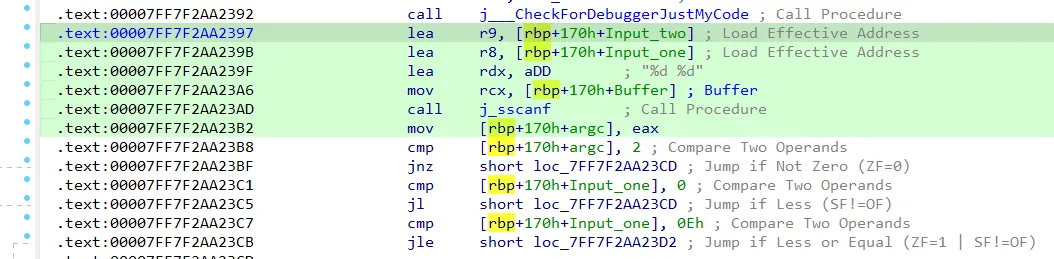 .text:00007FF7F2AA2392 call j___CheckForDebuggerJustMyCode ; Call Procedure
.text:00007FF7F2AA2397 lea r9, [rbp+170h+Input_two] ; Load Effective Address
.text:00007FF7F2AA239B lea r8, [rbp+170h+Input_one] ; Load Effective Address
.text:00007FF7F2AA239F lea rdx, aDD ; "%d %d"
.text:00007FF7F2AA23A6 mov rcx, [rbp+170h+Buffer] ; Buffer
.text:00007FF7F2AA23AD call j_sscanf ; Call Procedure
.text:00007FF7F2AA23B2 mov [rbp+170h+argc], eax
.text:00007FF7F2AA23B8 cmp [rbp+170h+argc], 2 ; Compare Two Operands
.text:00007FF7F2AA23BF jnz short loc_7FF7F2AA23CD ; Jump if Not Zero (ZF=0)
.text:00007FF7F2AA23C1 cmp [rbp+170h+Input_one], 0 ; Compare Two Operands
.text:00007FF7F2AA23C5 jl short loc_7FF7F2AA23CD ; Jump if Less (SF!=OF)
.text:00007FF7F2AA23C7 cmp [rbp+170h+Input_one], 0Eh ; Compare Two Operands
.text:00007FF7F2AA23CB jle short loc_7FF7F2AA23D2 ; Jump if Less or Equal (ZF=1 | SF!=OF)